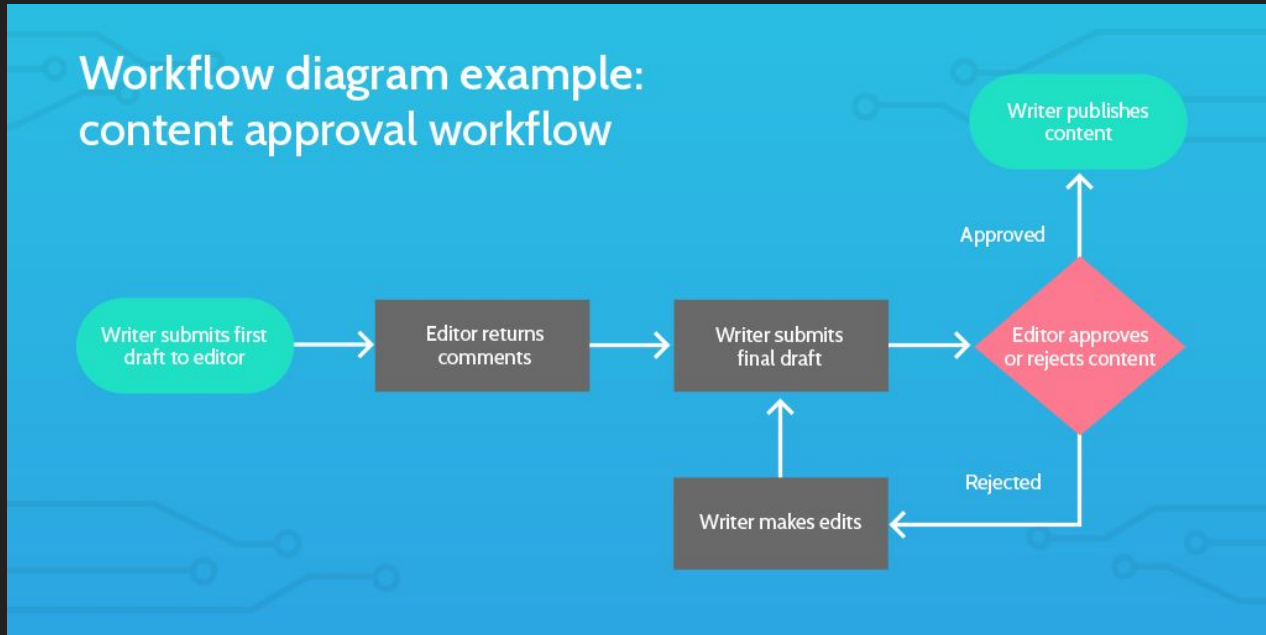 Workflow diagram example:
content approval workflow
Writer publishes
content
Approved
Writer submits first
draft to editor
Editor returns
comments
Writer submits
final draft
Editor approves
or rejects content
Rejected
Writer makes edits